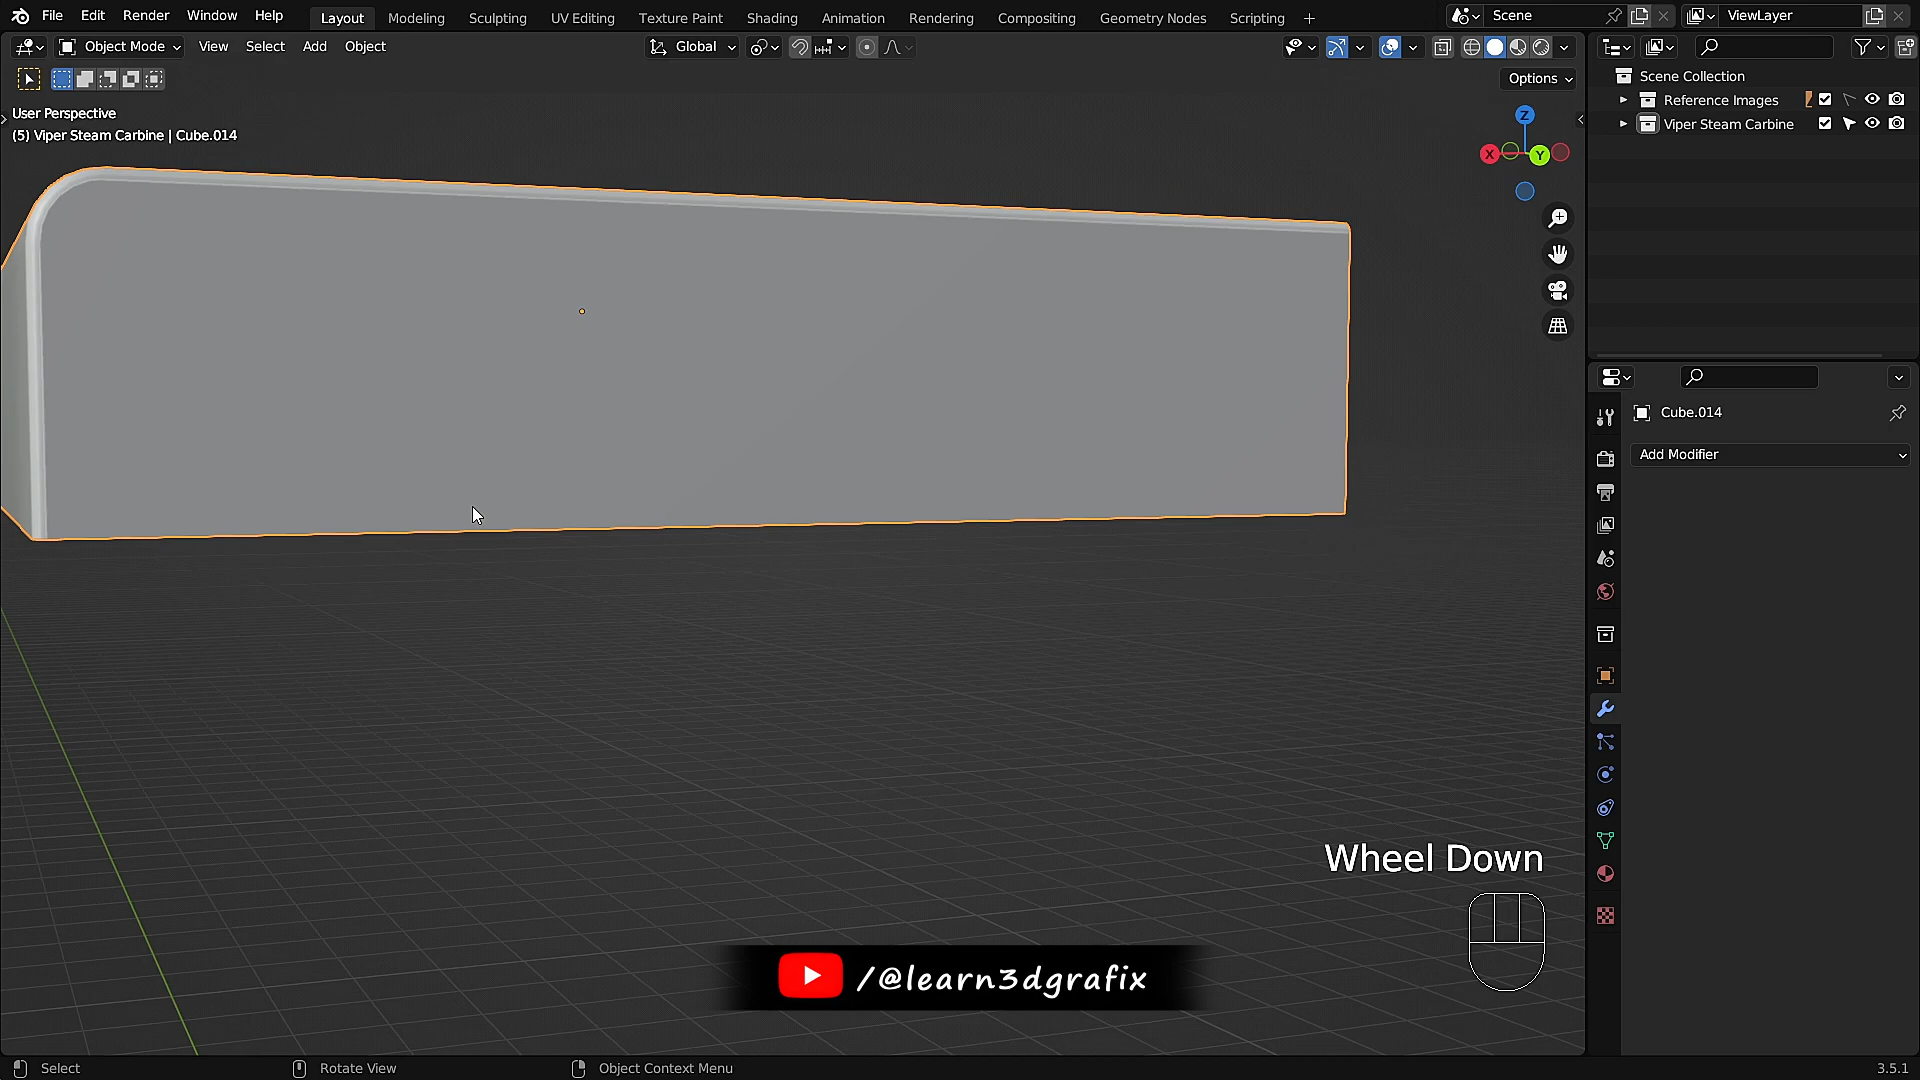 File Edit Render Window Help Layout Modeling Sculpting UV Editing Texture Paint Shading Animation Rendering Compositing Geometry Nodes Scripting + Scene ViewLayer
Object Mode View Select Add Object Global
Options
User Perspective
(5) Viper Steam Carbine | Cube.014
Z
X
Y
Scene Collection
Reference Images
Viper Steam Carbine
Cube.014
Add Modifier
Wheel Down
/@learn3dgrafix
Select Rotate View Object Context Menu 3.5.1